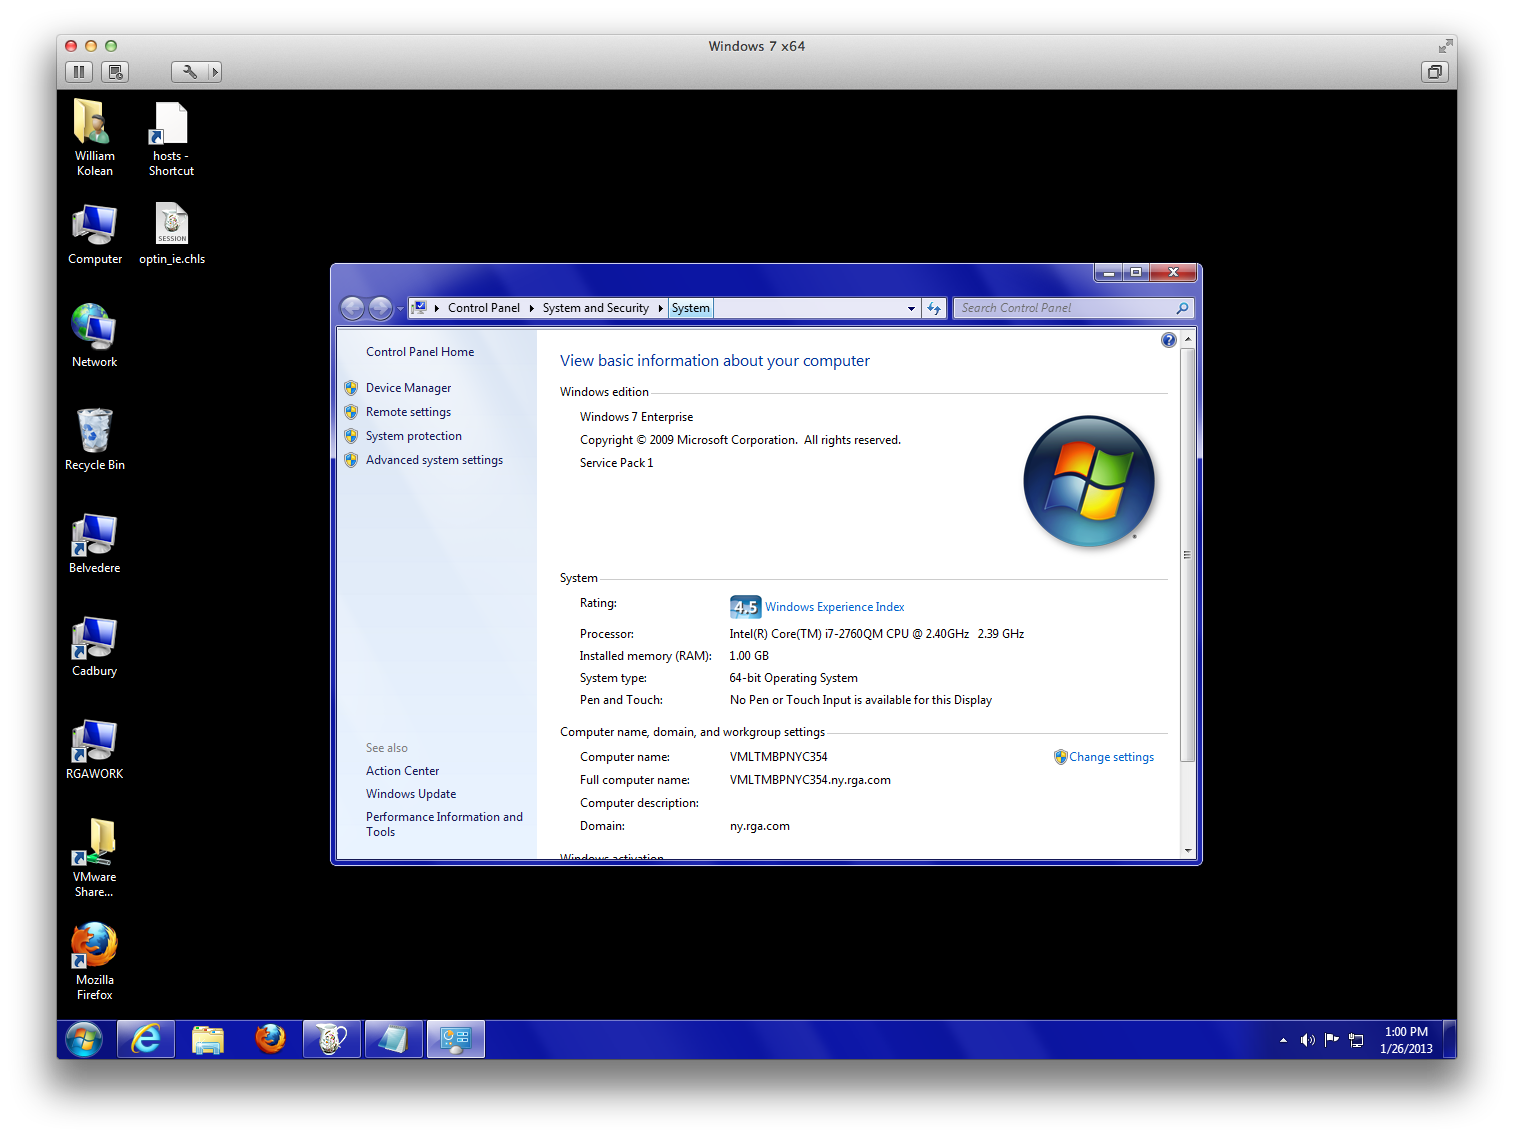 Windows 7 x64
William
Kolean
hosts -
Shortcut
Computer
SESSION
optin_ie.chls
Network
Recycle Bin
Belvedere
Cadbury
RGAWORK
VMware
Share...
Mozilla
Firefox
Control Panel
System and Security
System
Search Control Panel
Control Panel Home
Device Manager
Remote settings
System protection
Advanced system settings
See also
Action Center
Windows Update
Performance Information and
Tools
View basic information about your computer
Windows edition
Windows 7 Enterprise
Copyright © 2009 Microsoft Corporation. All rights reserved.
Service Pack 1
System
Rating:
4,5 Windows Experience Index
Processor: Intel(R) Core(TM) i7-2760QM CPU @ 2.40GHz 2.39 GHz
Installed memory (RAM): 1.00 GB
System type: 64-bit Operating System
Pen and Touch: No Pen or Touch Input is available for this Display
Computer name, domain, and workgroup settings
Computer name: VMLTMBPNYC354
Change settings
Full computer name: VMLTMBPNYC354.ny.rga.com
Computer description:
Domain: ny.rga.com
Windows activation
1:00 PM
1/26/2013